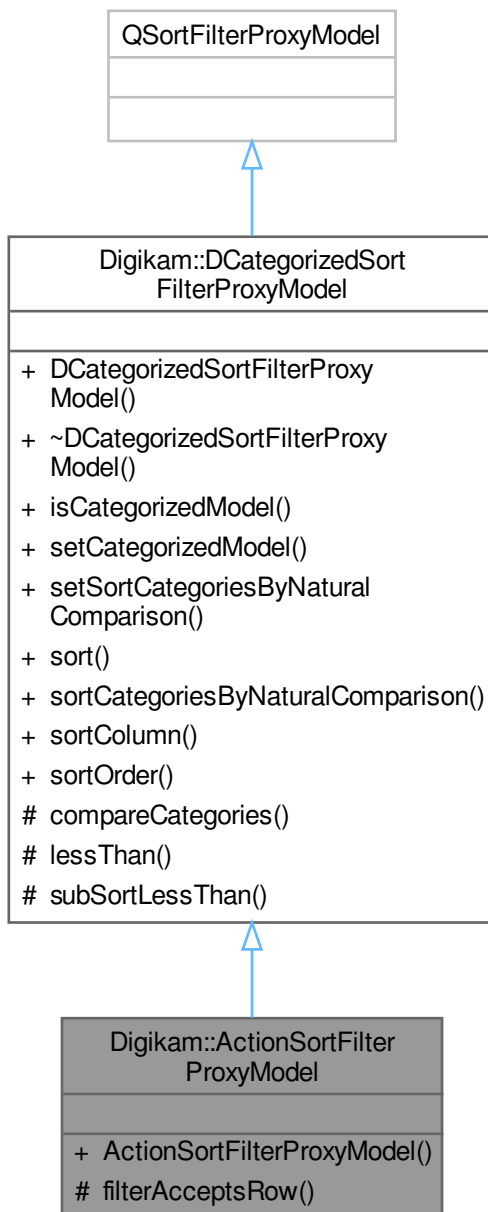 QSortFilterProxyModel
Digikam::DCategorizedSort
FilterProxyModel
+ DCategorizedSortFilterProxy
Model()
+ ~DCategorizedSortFilterProxy
Model()
+ isCategorizedModel()
+ setCategorizedModel()
+ setSortCategoriesByNatural
Comparison()
+ sort()
+ sortCategoriesByNaturalComparison()
+ sortColumn()
+ sortOrder()
# compareCategories()
# lessThan()
# subSortLessThan()
Digikam::ActionSortFilter
ProxyModel
+ ActionSortFilterProxyModel()
# filterAcceptsRow()